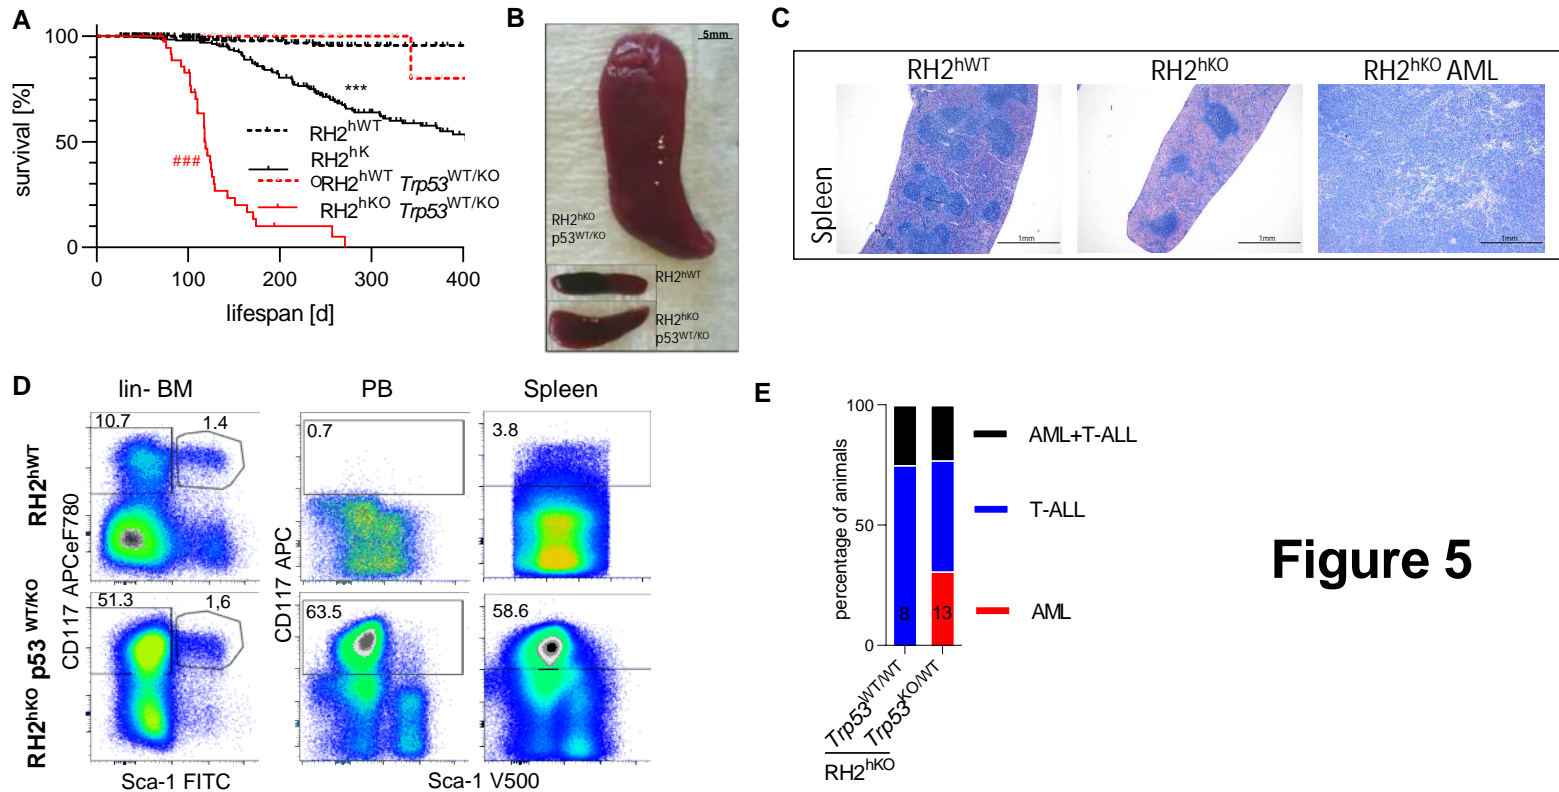 A
100
50
0
survival [%]
0
100
200
300
400
lifespan [d]
***
###
RH2hWT
RH2hK
ORH2hWT Trp53WT/KO
RH2hKO Trp53WT/KO
B
5mm
RH2hKO
p53WT/KO
RH2hWT
RH2hKO
p53WT/KO
C
RH2hWT
RH2hKO
RH2hKO AML
Spleen
1mm
1mm
1mm
D
lin- BM
PB
Spleen
RH2hWT
RH2hKO p53 WT/KO
10.7
1.4
0.7
3.8
51.3
1,6
63.5
58.6
CD117 APCeF780
CD117 APC
Sca-1 FITC
Sca-1 V500
E
percentage of animals
100
50
0
8
13
AML+T-ALL
T-ALL
AML
Trp53WT/WT
Trp53KO/WT
RH2hKO
Figure 5